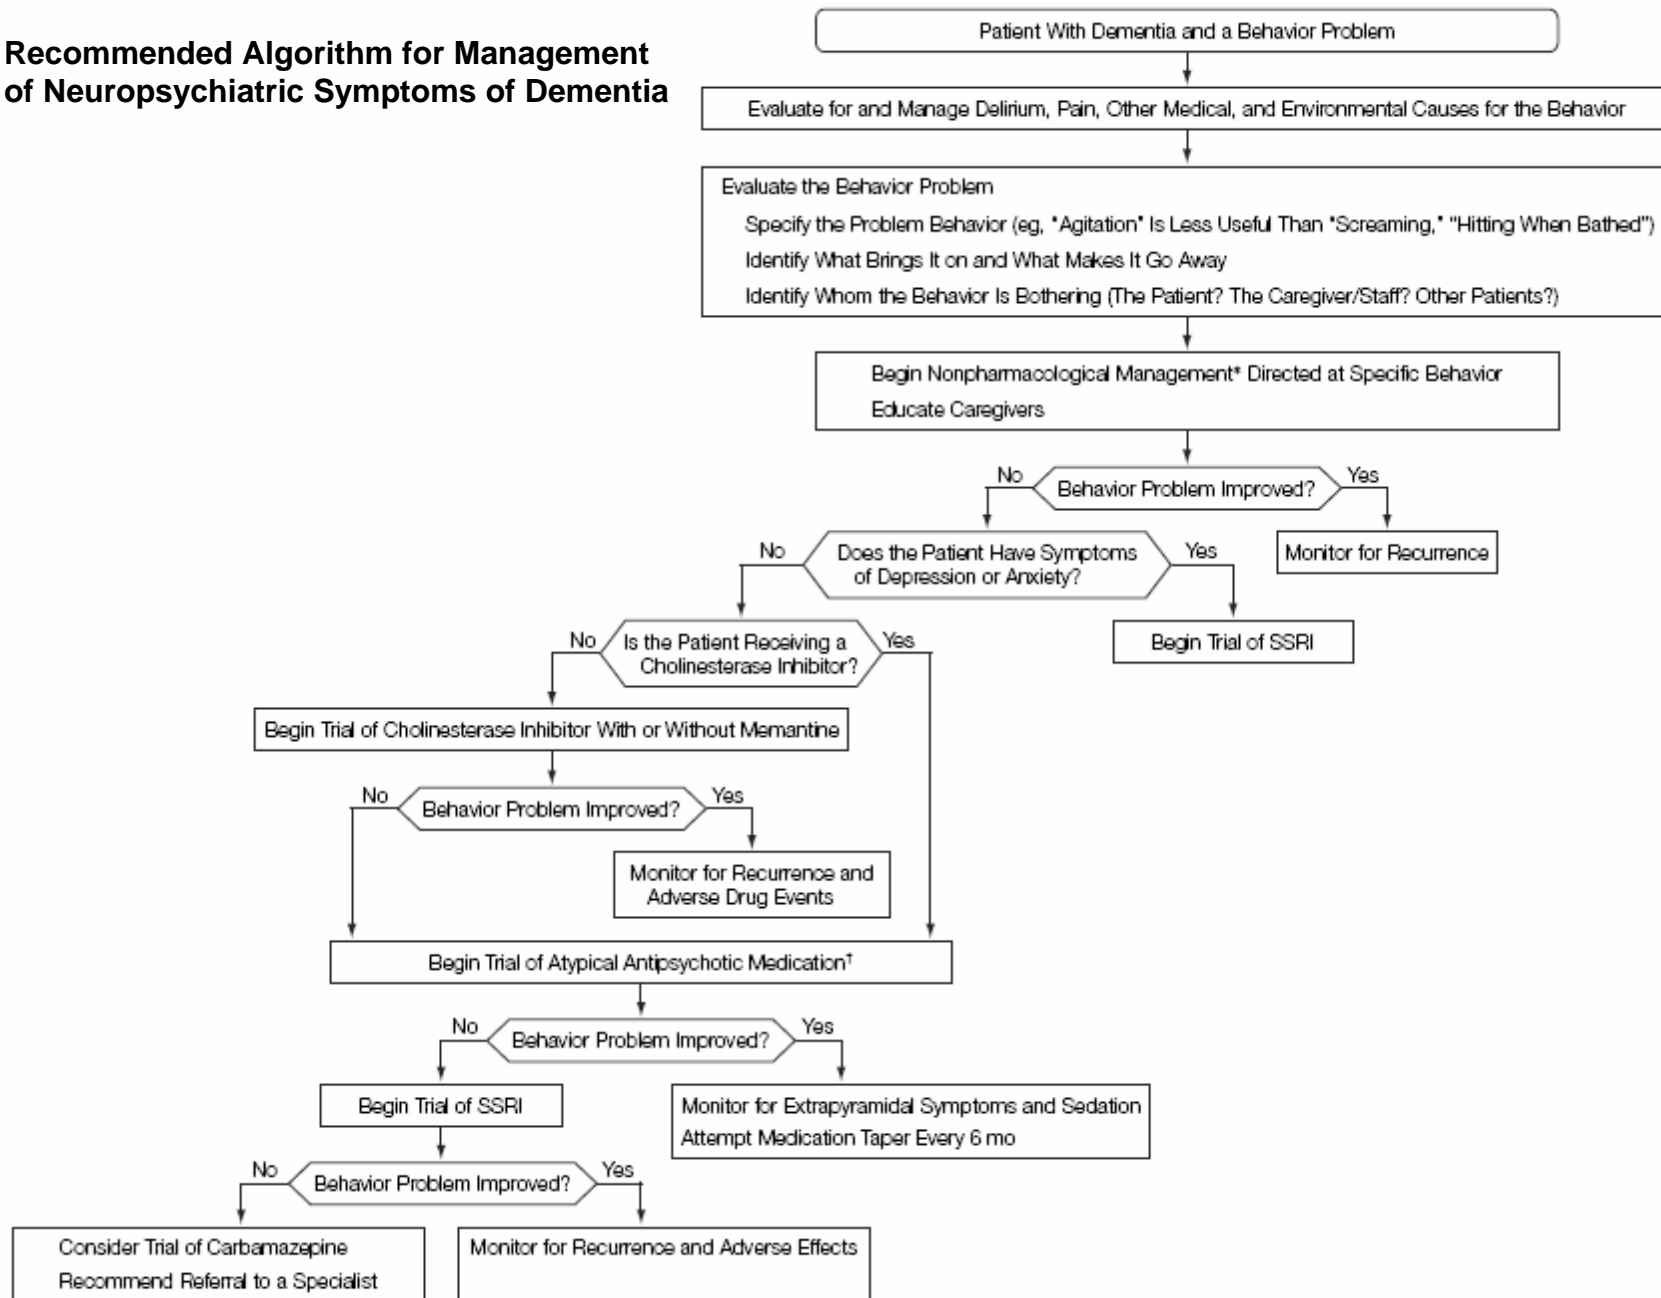 Recommended Algorithm for Management
of Neuropsychiatric Symptoms of Dementia
Patient With Dementia and a Behavior Problem
Evaluate for and Manage Delirium, Pain, Other Medical, and Environmental Causes for the Behavior
Evaluate the Behavior Problem
Specify the Problem Behavior (eg, "Agitation" Is Less Useful Than "Screaming," "Hitting When Bathed")
Identify What Brings It on and What Makes It Go Away
Identify Whom the Behavior Is Bothering (The Patient? The Caregiver/Staff? Other Patients?)
Begin Nonpharmacological Management* Directed at Specific Behavior
Educate Caregivers
No
Behavior Problem Improved?
Yes
Monitor for Recurrence
No
Does the Patient Have Symptoms
of Depression or Anxiety?
Yes
Begin Trial of SSRI
No
Is the Patient Receiving a
Cholinesterase Inhibitor?
Yes
Begin Trial of Cholinesterase Inhibitor With or Without Memantine
No
Behavior Problem Improved?
Yes
Monitor for Recurrence and
Adverse Drug Events
Begin Trial of Atypical Antipsychotic Medication†
No
Behavior Problem Improved?
Yes
Begin Trial of SSRI
Monitor for Extrapyramidal Symptoms and Sedation
Attempt Medication Taper Every 6 mo
No
Behavior Problem Improved?
Yes
Consider Trial of Carbamazepine
Recommend Referral to a Specialist
Monitor for Recurrence and Adverse Effects